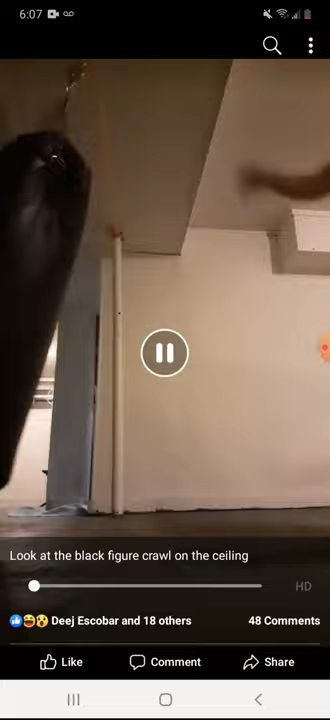 6:07
Look at the black figure crawl on the ceiling
HD
Deej Escobar and 18 others 48 Comments
Like Comment Share